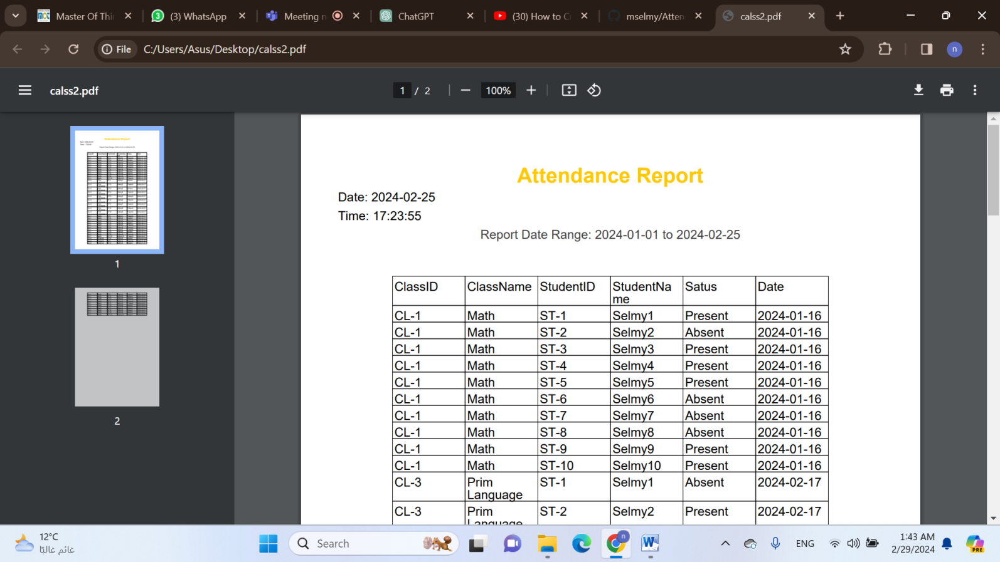 Master Of Thi
(3) WhatsApp
Meeting n
ChatGPT
(30) How to C
mselmy/Atten
calss2.pdf
File
C:/Users/Asus/Desktop/calss2.pdf
n
calss2.pdf
1 / 2
100%
1
2
Attendance Report
Date: 2024-02-25
Time: 17:23:55
Report Date Range: 2024-01-01 to 2024-02-25
ClassID ClassName StudentID StudentNa
me Satus Date
CL-1 Math ST-1 Selmy1 Present 2024-01-16
CL-1 Math ST-2 Selmy2 Absent 2024-01-16
CL-1 Math ST-3 Selmy3 Present 2024-01-16
CL-1 Math ST-4 Selmy4 Present 2024-01-16
CL-1 Math ST-5 Selmy5 Present 2024-01-16
CL-1 Math ST-6 Selmy6 Absent 2024-01-16
CL-1 Math ST-7 Selmy7 Absent 2024-01-16
CL-1 Math ST-8 Selmy8 Absent 2024-01-16
CL-1 Math ST-9 Selmy9 Present 2024-01-16
CL-1 Math ST-10 Selmy10 Present 2024-01-16
CL-3 Prim
Language ST-1 Selmy1 Absent 2024-02-17
CL-3 Prim
Language ST-2 Selmy2 Present 2024-02-17
12°C
غائم غالبًا
Search
n
ENG
1:43 AM
2/29/2024
PRE